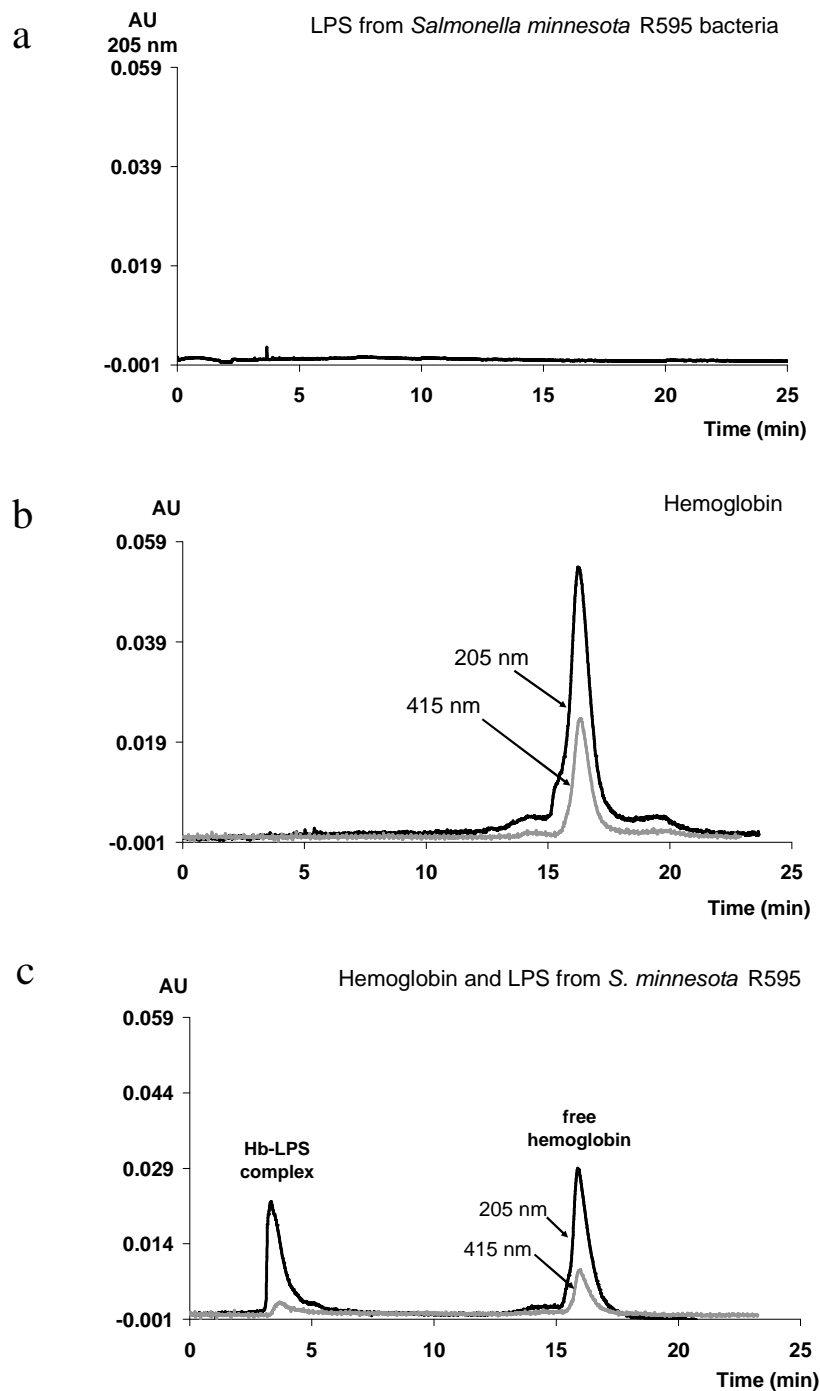 a
AU
205 nm
LPS from Salmonella minnesota R595 bacteria
0.059
0.039
0.019
-0.001
0 5 10 15 20 25
Time (min)
b
AU
Hemoglobin
0.059
0.039
0.019
-0.001
205 nm
415 nm
0 5 10 15 20 25
Time (min)
c
AU
Hemoglobin and LPS from S. minnesota R595
0.059
0.044
0.029
0.014
-0.001
Hb-LPS
complex
free
hemoglobin
205 nm
415 nm
0 5 10 15 20 25
Time (min)